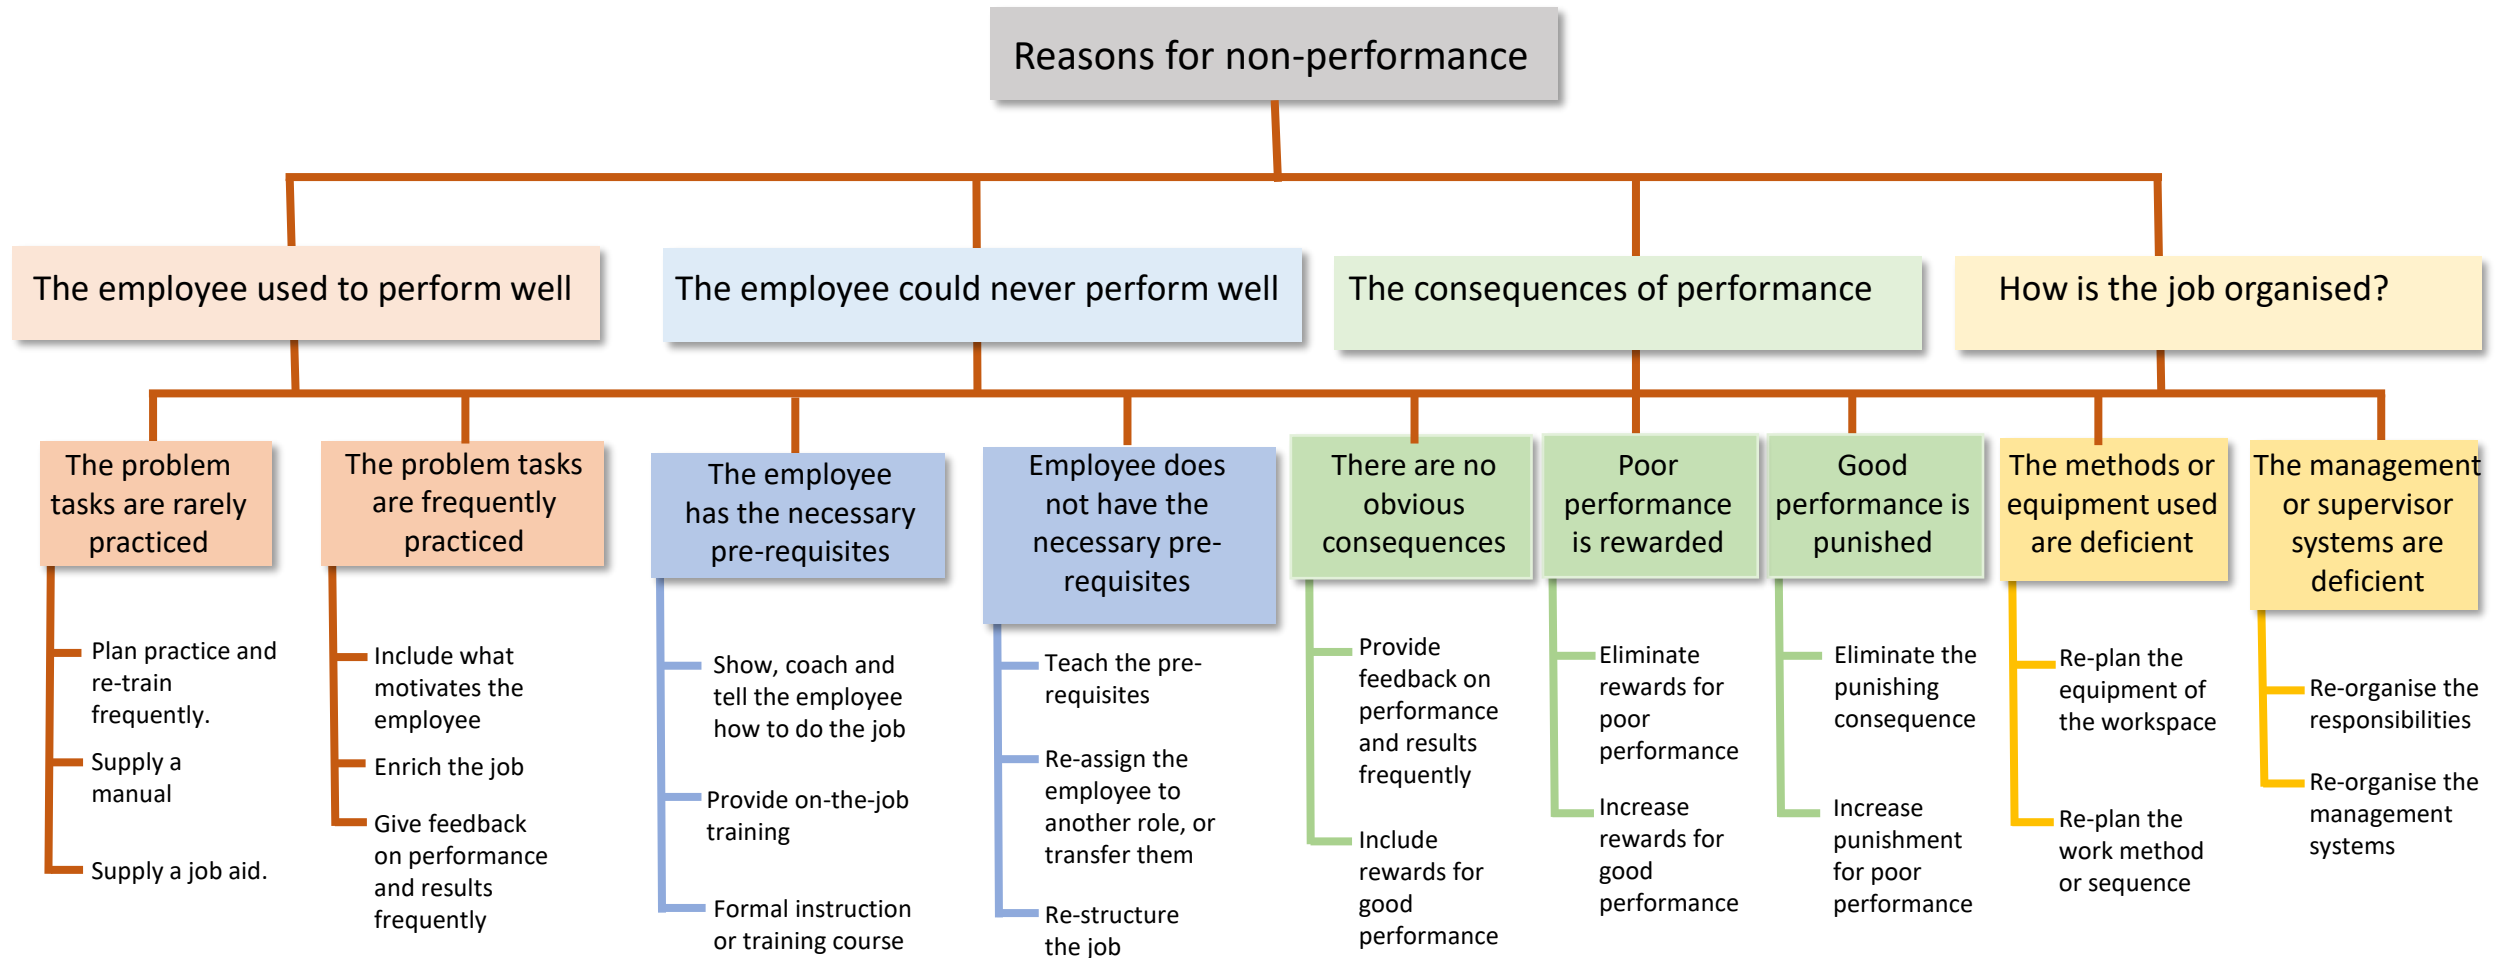 Reasons for non-performance
The employee used to perform well
The employee could never perform well
The consequences of performance
How is the job organised?
The problem
tasks are rarely
practiced
The problem tasks
are frequently
practiced
The employee
has the necessary
pre-requisites
Employee does
not have the
necessary pre-
requisites
There are no
obvious
consequences
Poor
performance
is rewarded
Good
performance is
punished
The methods or
equipment used
are deficient
The management
or supervisor
systems are
deficient
Plan practice and
re-train
frequently.
Supply a
manual
Supply a job aid.
Include what
motivates the
employee
Enrich the job
Give feedback
on performance
and results
frequently
Show, coach and
tell the employee
how to do the job
Provide on-the-job
training
Formal instruction
or training course
Teach the pre-
requisites
Re-assign the
employee to
another role, or
transfer them
Re-structure
the job
Provide
feedback on
performance
and results
frequently
Include
rewards for
good
performance
Eliminate
rewards for
poor
performance
Increase
rewards for
good
performance
Eliminate the
punishing
consequence
Increase
punishment
for poor
performance
Re-plan the
equipment of
the workspace
Re-plan the
work method
or sequence
Re-organise the
responsibilities
Re-organise the
management
systems